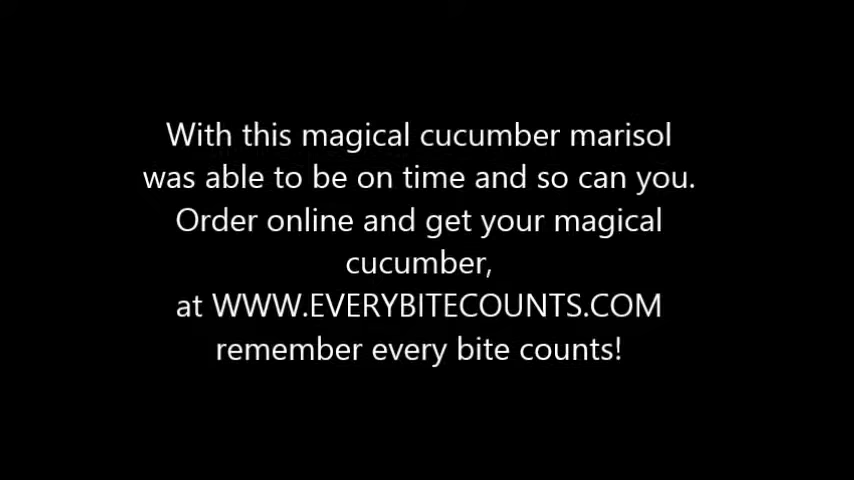 With this magical cucumber marisol
was able to be on time and so can you.
Order online and get your magical
cucumber,
at WWW.EVERYBITECOUNTS.COM
remember every bite counts!